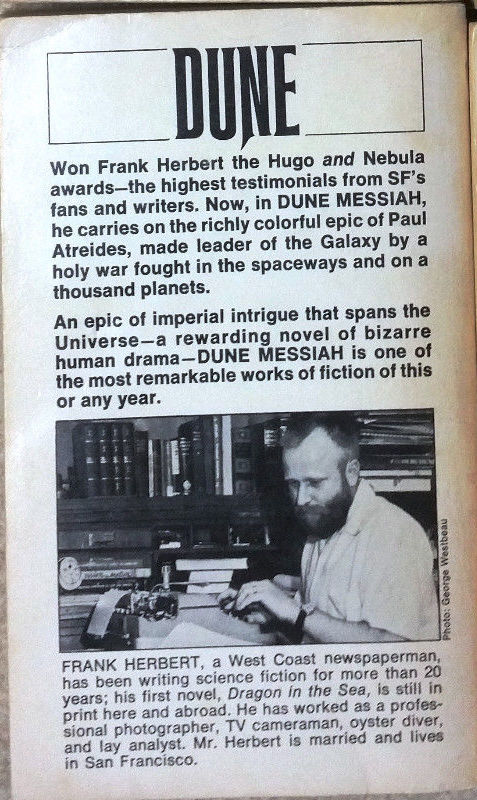 DUNE
Won Frank Herbert the Hugo and Nebula
awards—the highest testimonials from SF's
fans and writers. Now, in DUNE MESSIAH,
he carries on the richly colorful epic of Paul
Atreides, made leader of the Galaxy by a
holy war fought in the spaceways and on a
thousand planets.
An epic of imperial intrigue that spans the
Universe—a rewarding novel of bizarre
human drama—DUNE MESSIAH is one of
the most remarkable works of fiction of this
or any year.
Photo: George Westbeau
FRANK HERBERT, a West Coast newspaperman,
has been writing science fiction for more than 20
years; his first novel, Dragon in the Sea, is still in
print here and abroad. He has worked as a profes-
sional photographer, TV cameraman, oyster diver,
and lay analyst. Mr. Herbert is married and lives
in San Francisco.